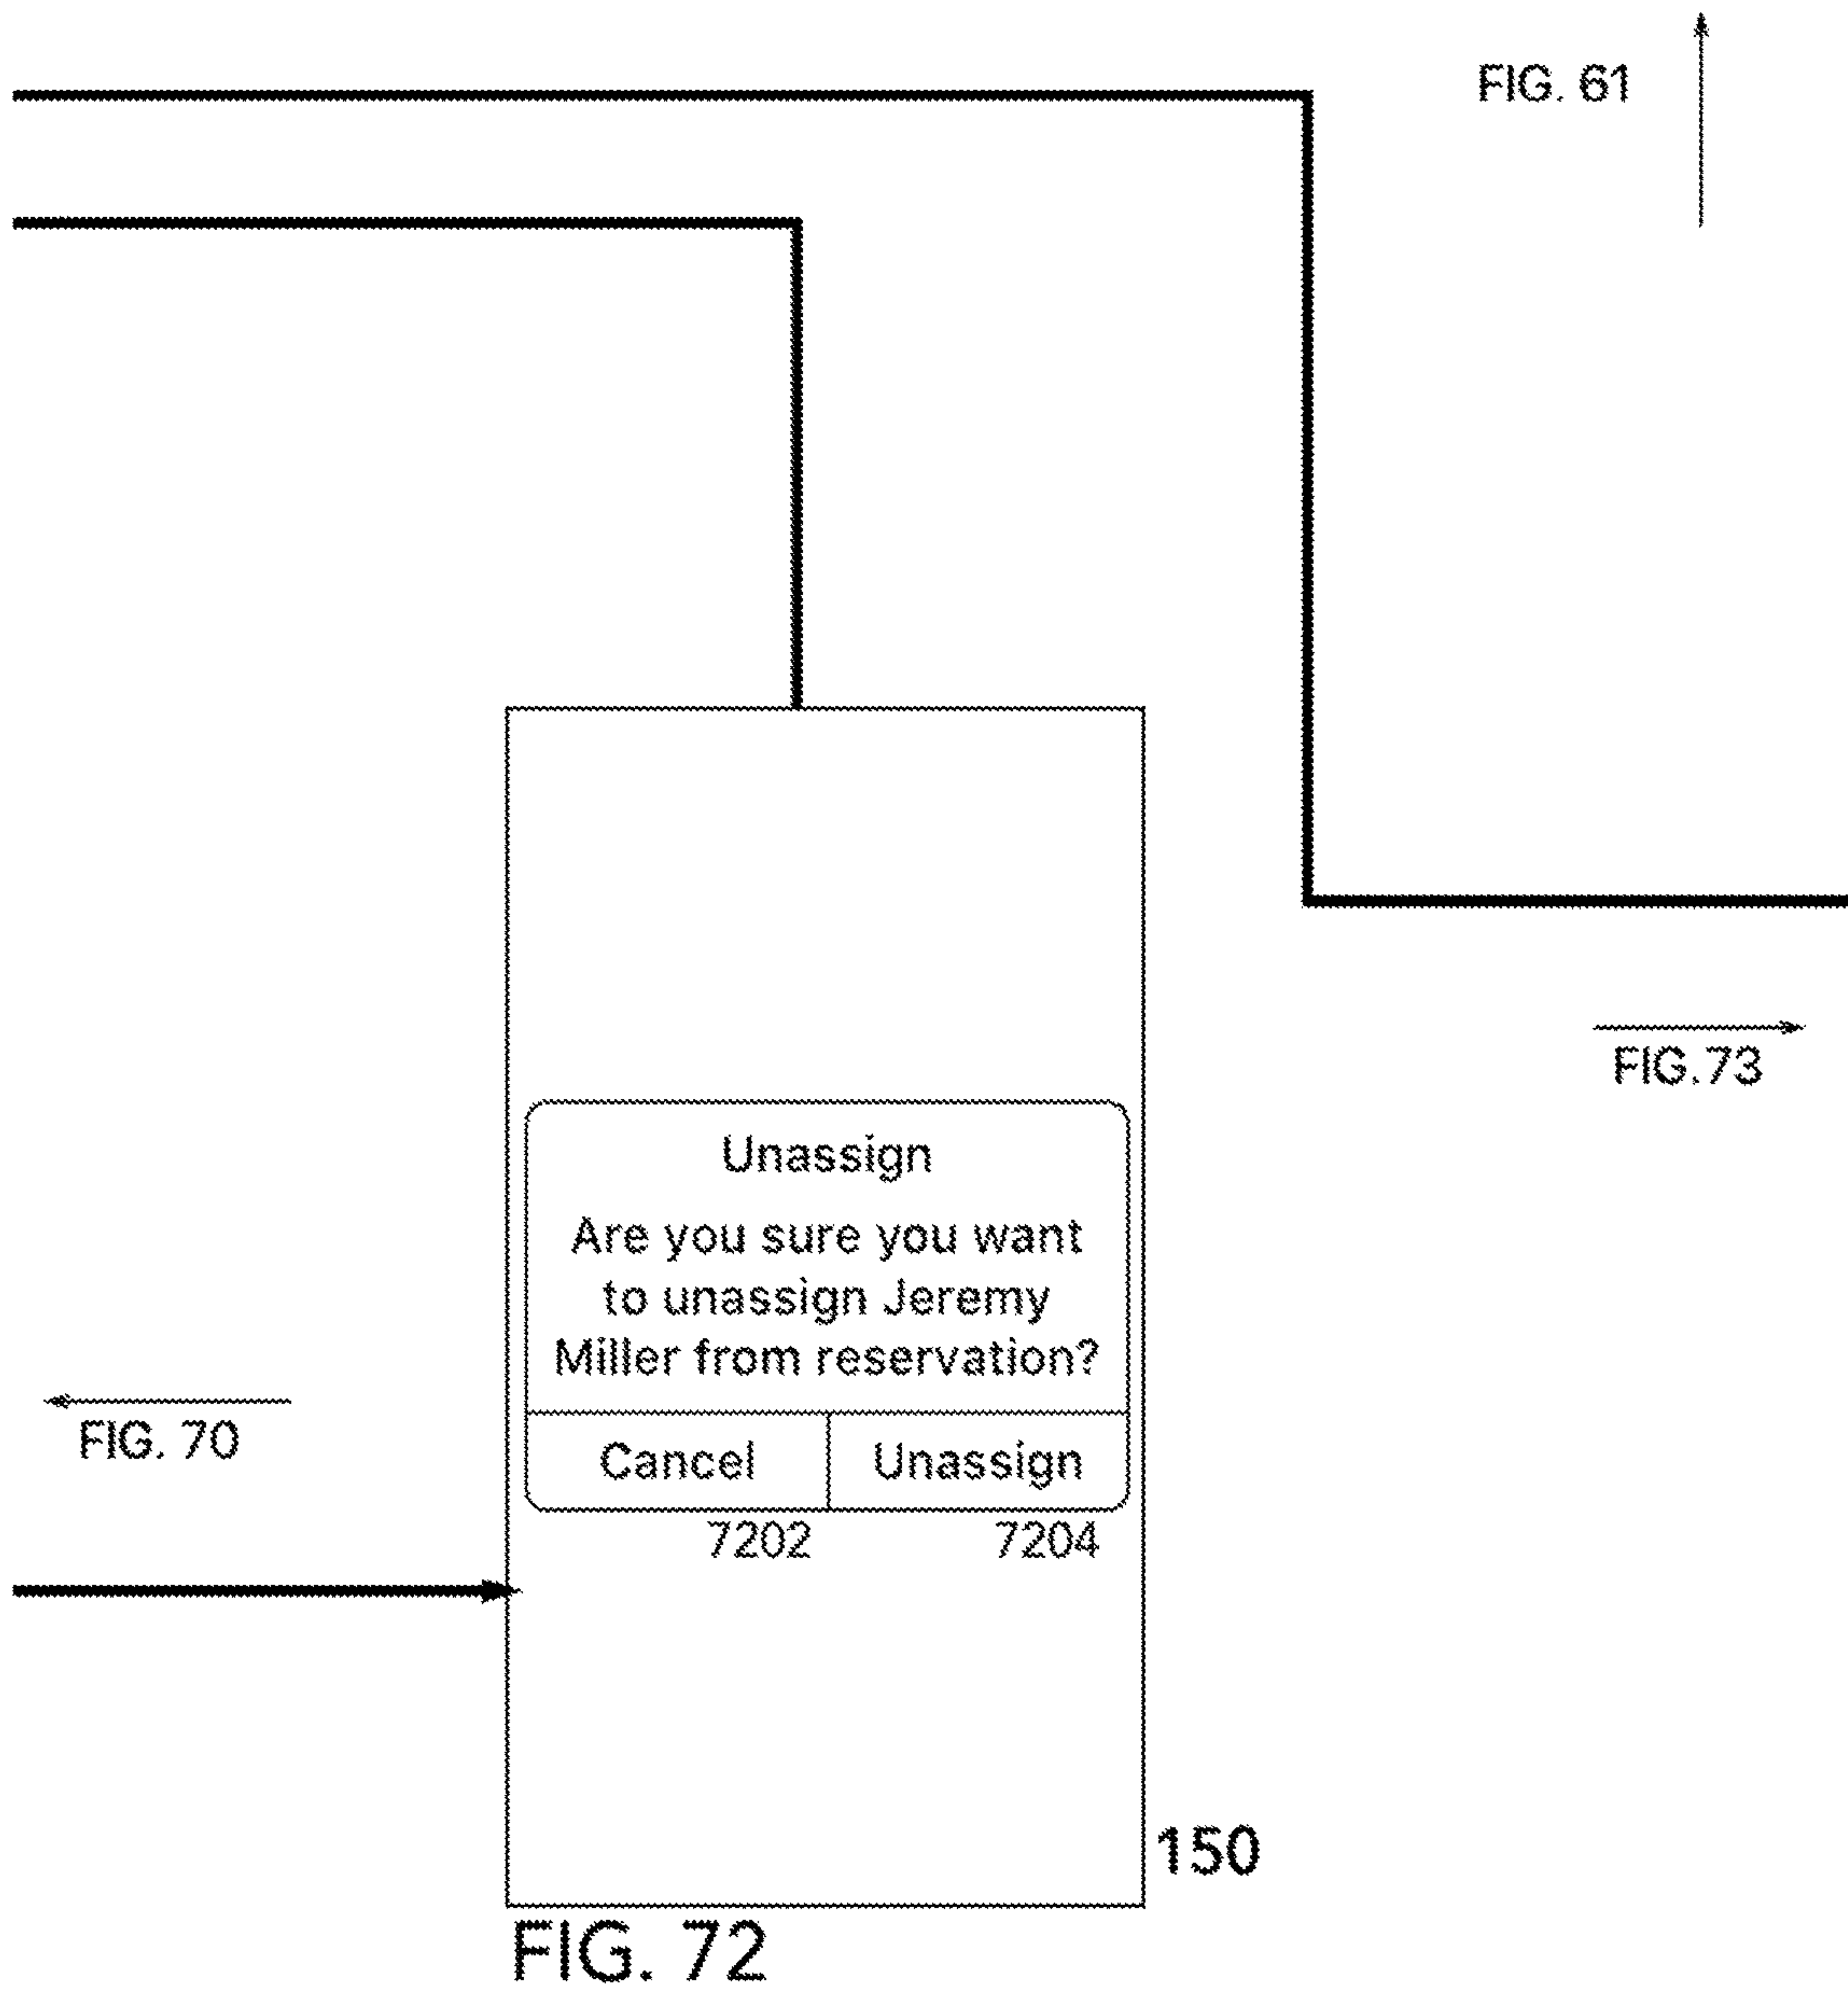 FIG. 61
FIG.73
Unassign
Are you sure you want
to unassign Jeremy
Miller from reservation?
FIG. 70
Cancel
Unassign
7202
7204
150
FIG. 72